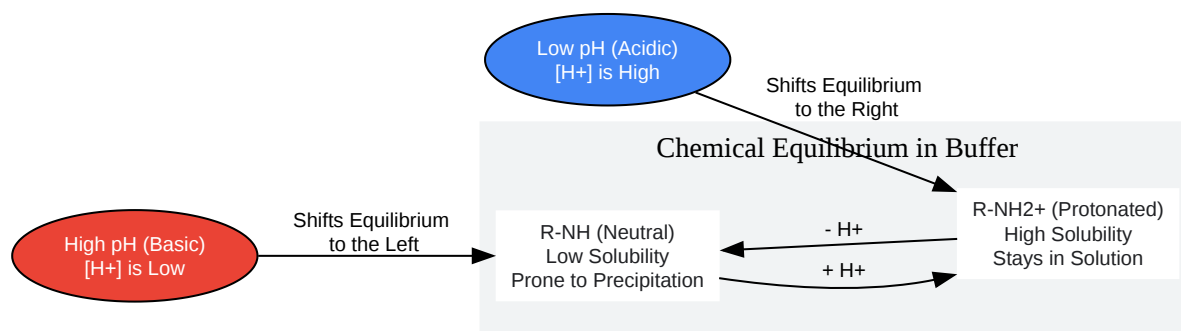 Low pH (Acidic)
[H+] is High
Shifts Equilibrium
to the Right
Chemical Equilibrium in Buffer
High pH (Basic)
[H+] is Low
Shifts Equilibrium
to the Left
R-NH (Neutral)
Low Solubility
Prone to Precipitation
- H+
+ H+
R-NH2+ (Protonated)
High Solubility
Stays in Solution